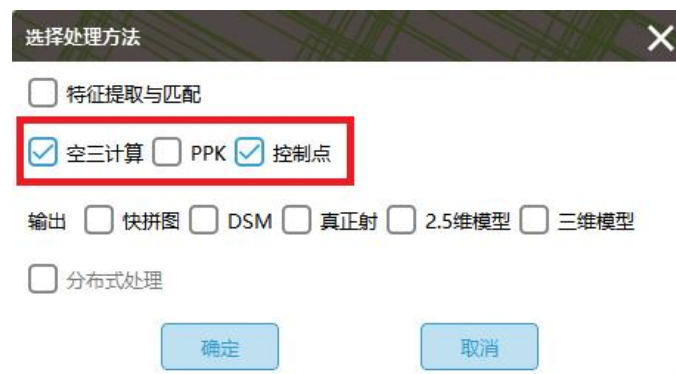 选择处理方法
特征提取与匹配
空三计算 PPK 控制点
输出 快拼图 DSM 真正射 2.5维模型 三维模型
分布式处理
确定 取消